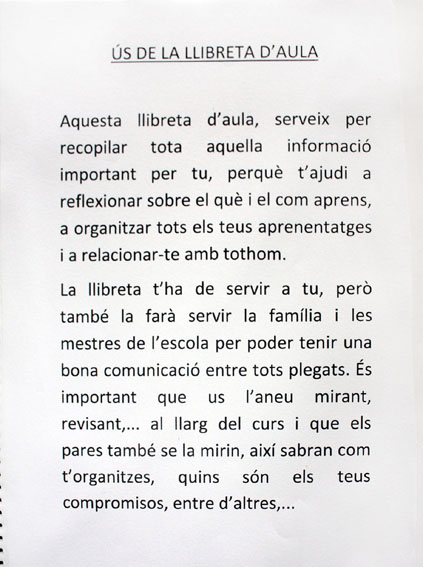 ÚS DE LA LLIBRETA D'AULA
Aquesta llibreta d'aula, serveix per
recopilar tota aquella informació
important per tu, perquè t'ajudi a
reflexionar sobre el què i el com aprens,
a organitzar tots els teus aprenentatges
i a relacionar-te amb tothom.
La llibreta t'ha de servir a tu, però
també la farà servir la família i les
mestres de l'escola per poder tenir una
bona comunicació entre tots plegats. És
important que us l'aneu mirant,
revisant,... al llarg del curs i que els
pares també se la mirin, així sabran com
t'organitzes, quins són els teus
compromisos, entre d'altres,...